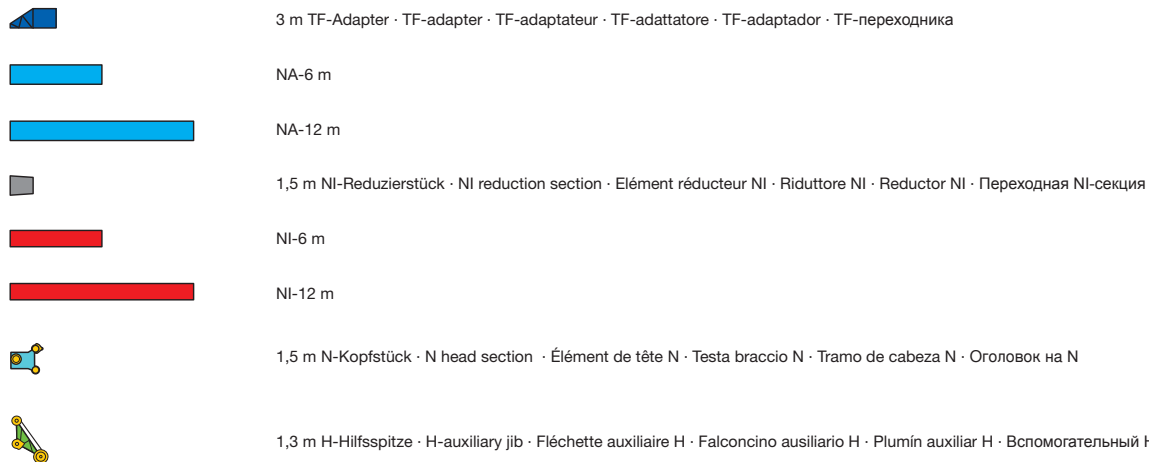 3 m TF-Adapter · TF-adapter · TF-adaptateur · TF-adattatore · TF-adaptador · TF-переходника
NA-6 m
NA-12 m
1,5 m NI-Reduzierstück · NI reduction section · Elément réducteur NI · Riduttore NI · Reductor NI · Переходная NI-секция
NI-6 m
NI-12 m
1,5 m N-Kopfstück · N head section · Élément de tête N · Testa braccio N · Tramo de cabeza N · Оголовок на N
1,3 m H-Hilfsspitze · H-auxiliary jib · Fléchette auxiliaire H · Falconcino ausiliario H · Plumín auxiliar H · Вспомогательный